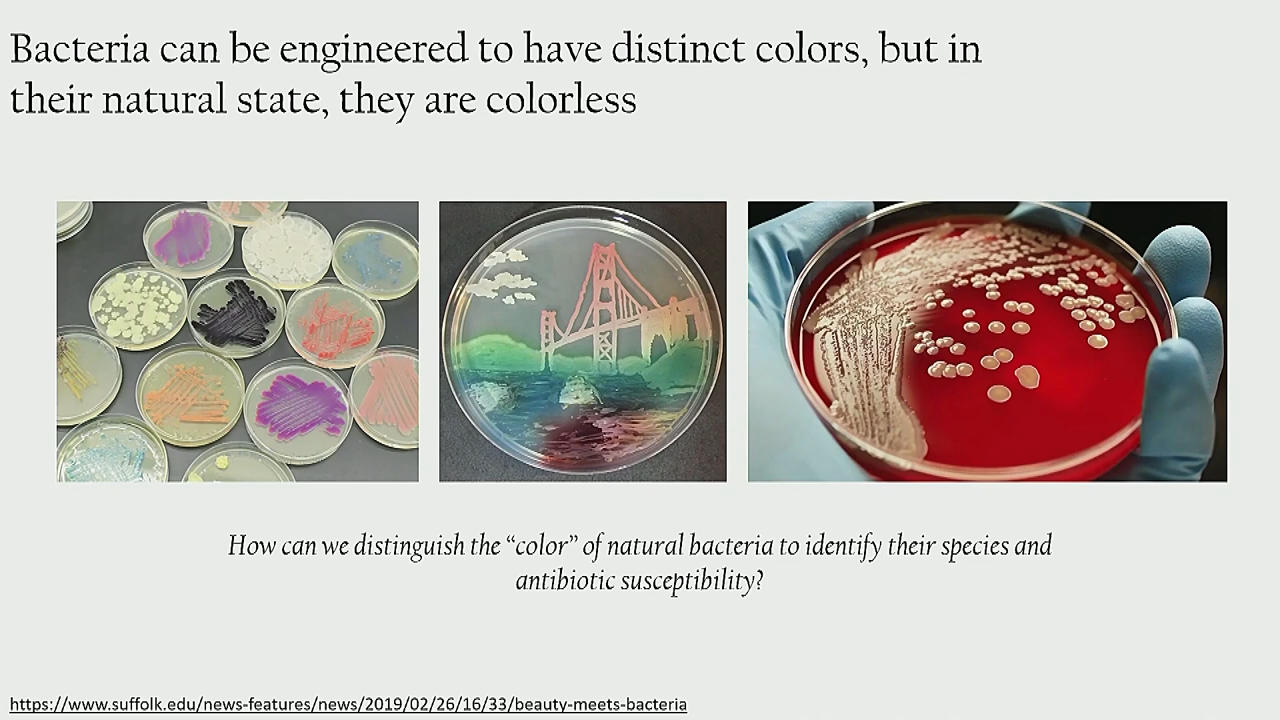 Bacteria can be engineered to have distinct colors, but in
their natural state, they are colorless
How can we distinguish the “color” of natural bacteria to identify their species and
antibiotic susceptibility?
https://www.suffolk.edu/news-features/news/2019/02/26/16/33/beauty-meets-bacteria